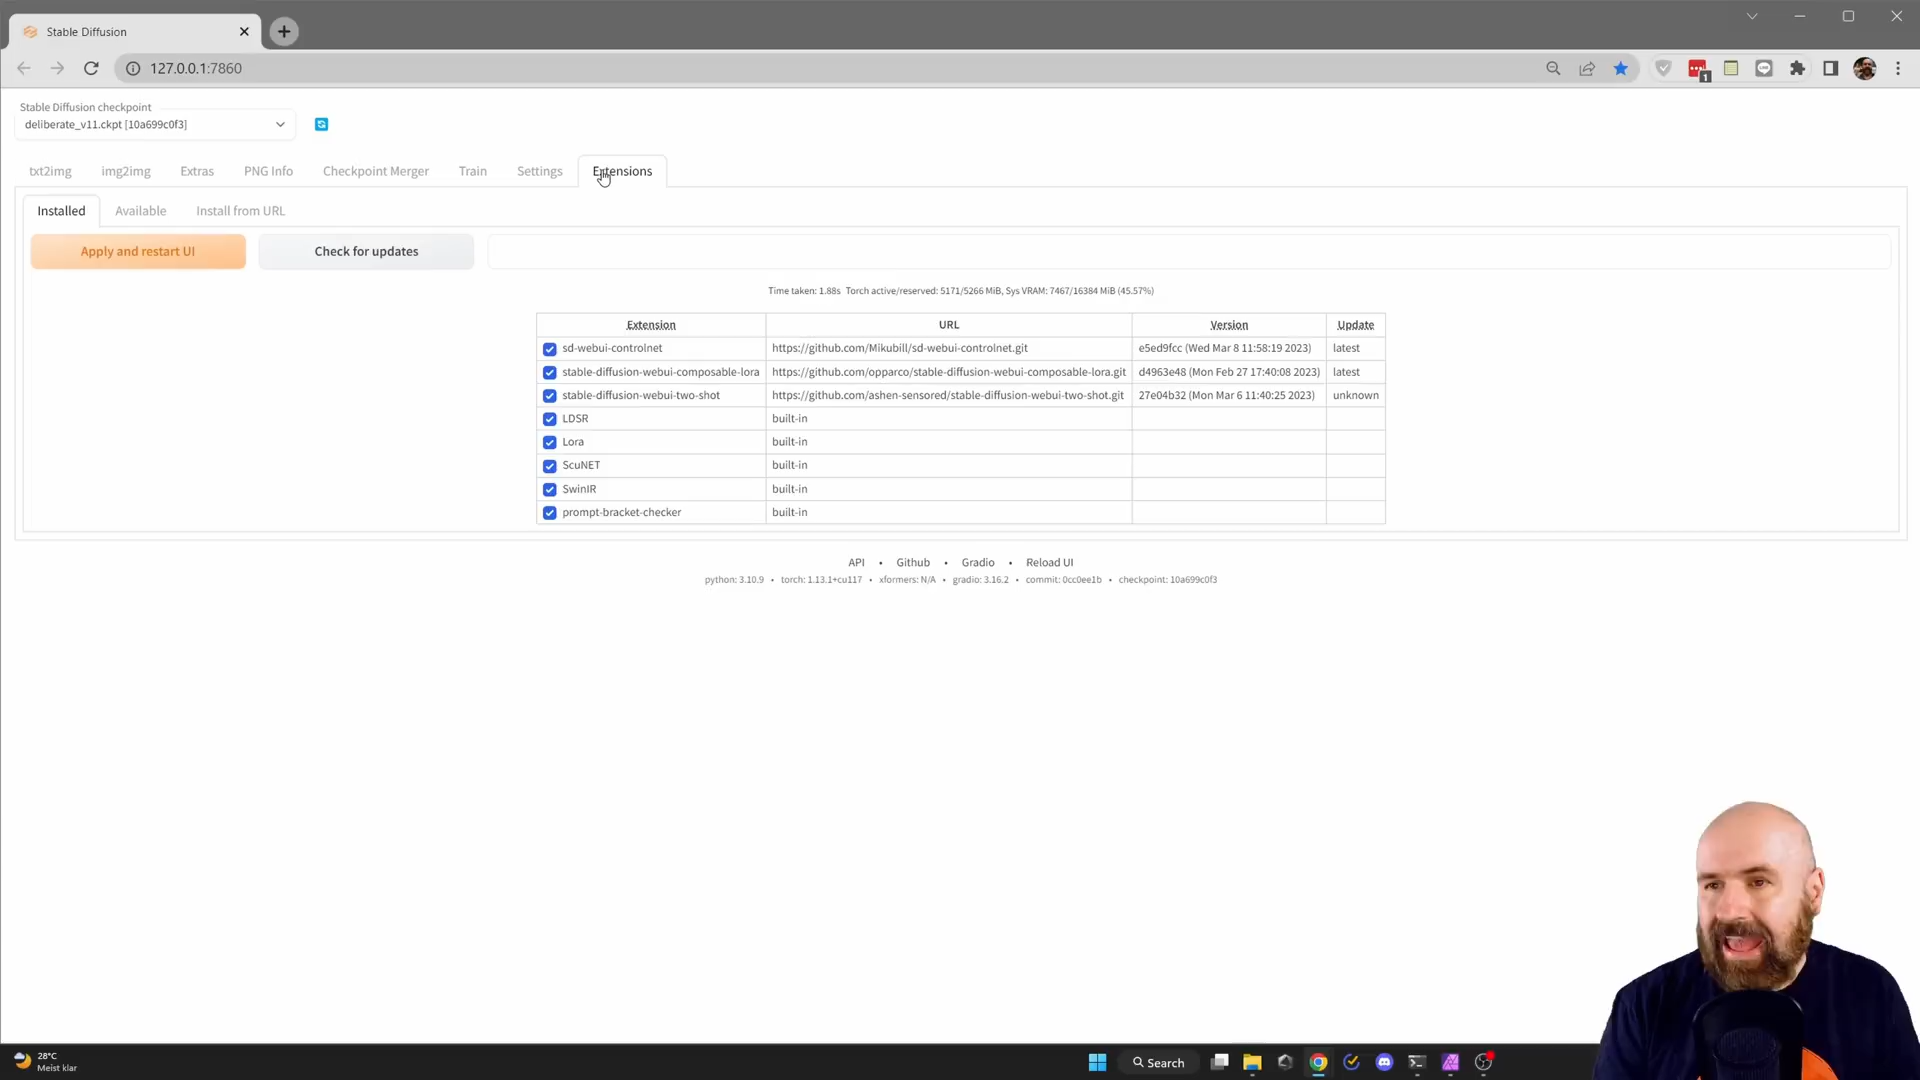 Stable Diffusion
127.0.0.1:7860
1
Stable Diffusion checkpoint
deliberate_v11.ckpt [10a699c0f3]
txt2img img2img Extras PNG Info Checkpoint Merger Train Settings Extensions
Installed Available Install from URL
Apply and restart UI Check for updates
Time taken: 1.88s Torch active/reserved: 5171/5266 MiB, Sys VRAM: 7467/16384 MiB (45.57%)
Extension URL Version Update
sd-webui-controlnet https://github.com/Mikubill/sd-webui-controlnet.git e5ed9fcc (Wed Mar 8 11:58:19 2023) latest
stable-diffusion-webui-composable-lora https://github.com/opparco/stable-diffusion-webui-composable-lora.git d4963e48 (Mon Feb 27 17:40:08 2023) latest
stable-diffusion-webui-two-shot https://github.com/ashen-sensored/stable-diffusion-webui-two-shot.git 27e04b32 (Mon Mar 6 11:40:25 2023) unknown
LDSR built-in
Lora built-in
ScuNET built-in
SwinIR built-in
prompt-bracket-checker built-in
API • Github • Gradio • Reload UI
python: 3.10.9 • torch: 1.13.1+cu117 • xformers: N/A • gradio: 3.16.2 • commit: 0cc0ee1b • checkpoint: 10a699c0f3
28°C
Meist klar
Search